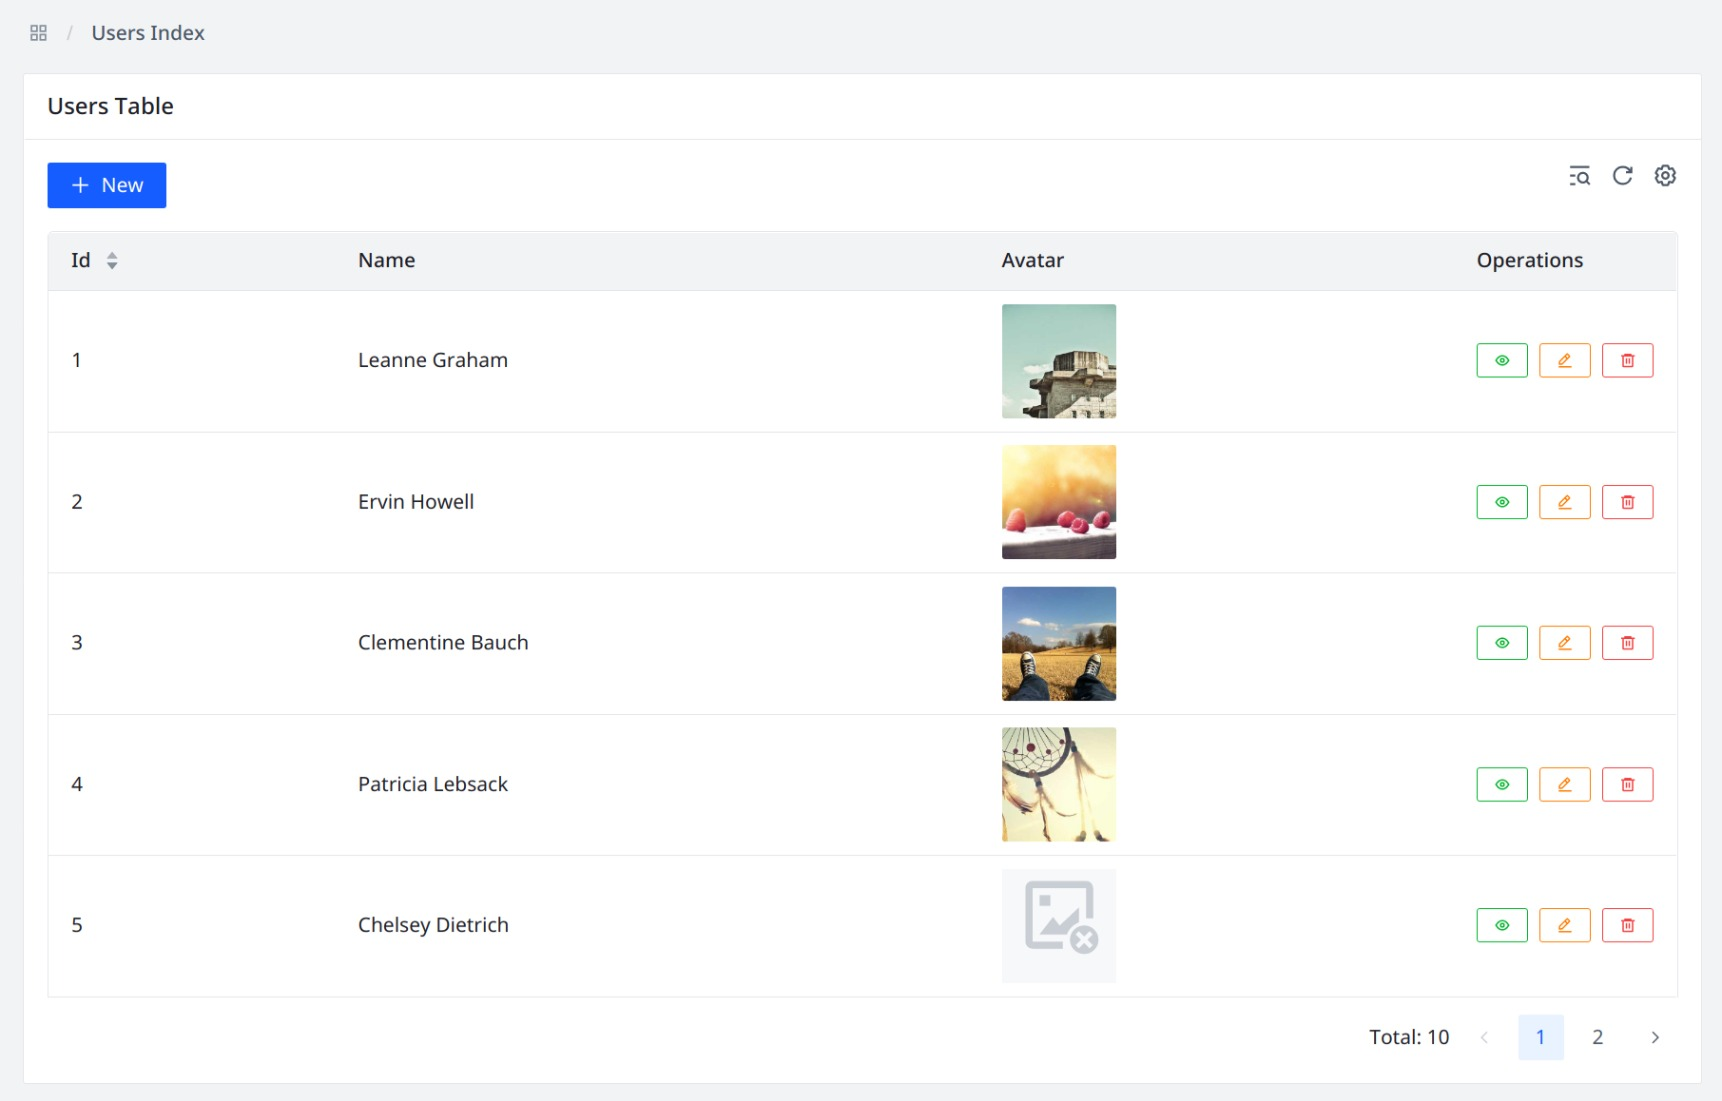 / Users Index
Users Table
+ New
Id Name Avatar Operations
1 Leanne Graham
2 Ervin Howell
3 Clementine Bauch
4 Patricia Lebsack
5 Chelsey Dietrich
Total: 10 < 1 2 >